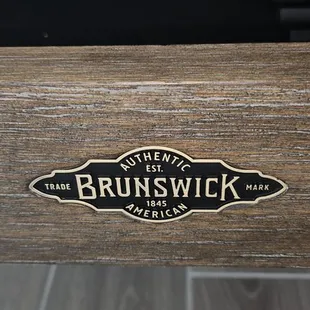 AUTHENTIC
EST.
TRADE BRUNSWICK MARK
1845
AMERICAN